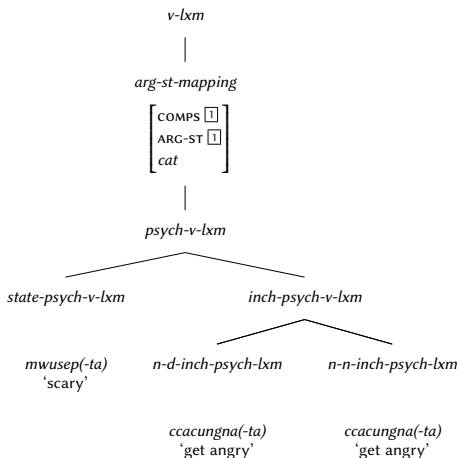 v-lxm
arg-st-mapping
COMPS 1
ARG-ST 1
cat
psych-v-lxm
state-psych-v-lxm inch-psych-v-lxm
mwusep(-ta) n-d-inch-psych-lxm n-n-inch-psych-lxm
‘scary’
ccacungna(-ta) ccacungna(-ta)
‘get angry’ ‘get angry’